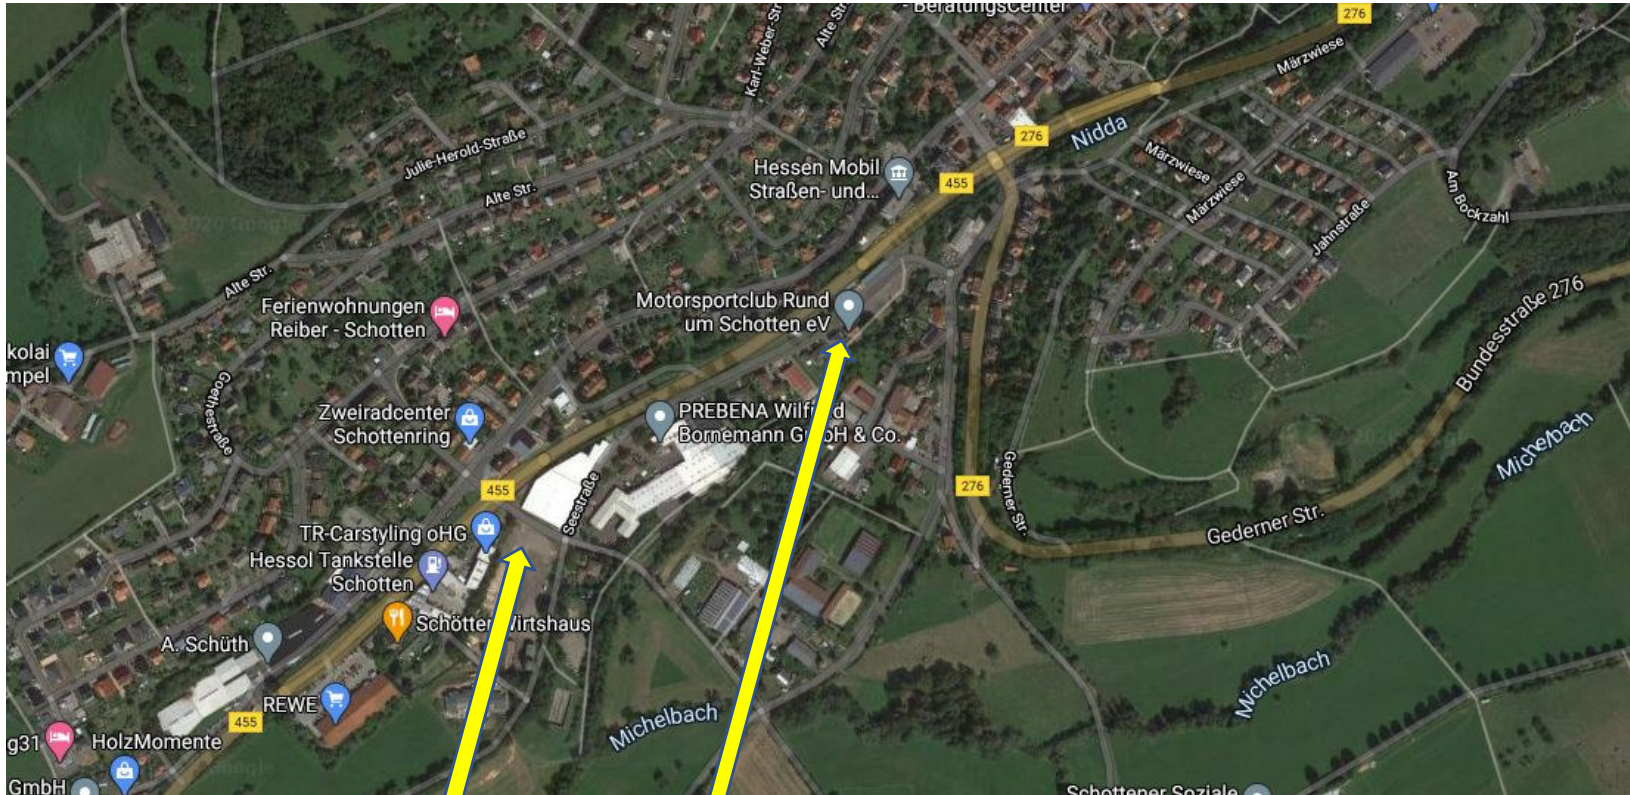 - BeratungsCenter
276
Karl-Weber-Str
Alte Str
Märzwiese
276
Nidda
Julie-Herold-Straße
Hessen Mobil
Straßen- und...
455
Märzwiese
Märzwiese
Am Bockzahl
Alte Str.
Jahnstraße
Alte Str.
Ferienwohnungen
Reiber - Schotten
Motorsportclub Rund
um Schotten eV
Bundesstraße 276
kolai
mpel
Goethestraße
Zweiradcenter
Schottenring
PREBENA Wilfried
Bornemann GmbH & Co.
Michelbach
455
Seestraße
276
Gederner Str.
Gederner Str.
TR-Carstyling oHG
Hessol Tankstelle
Schotten
Schötter Wirtshaus
A. Schüth
REWE
Michelbach
Michelbach
455
g31
HolzMomente
GmbH
Schottener Soziale